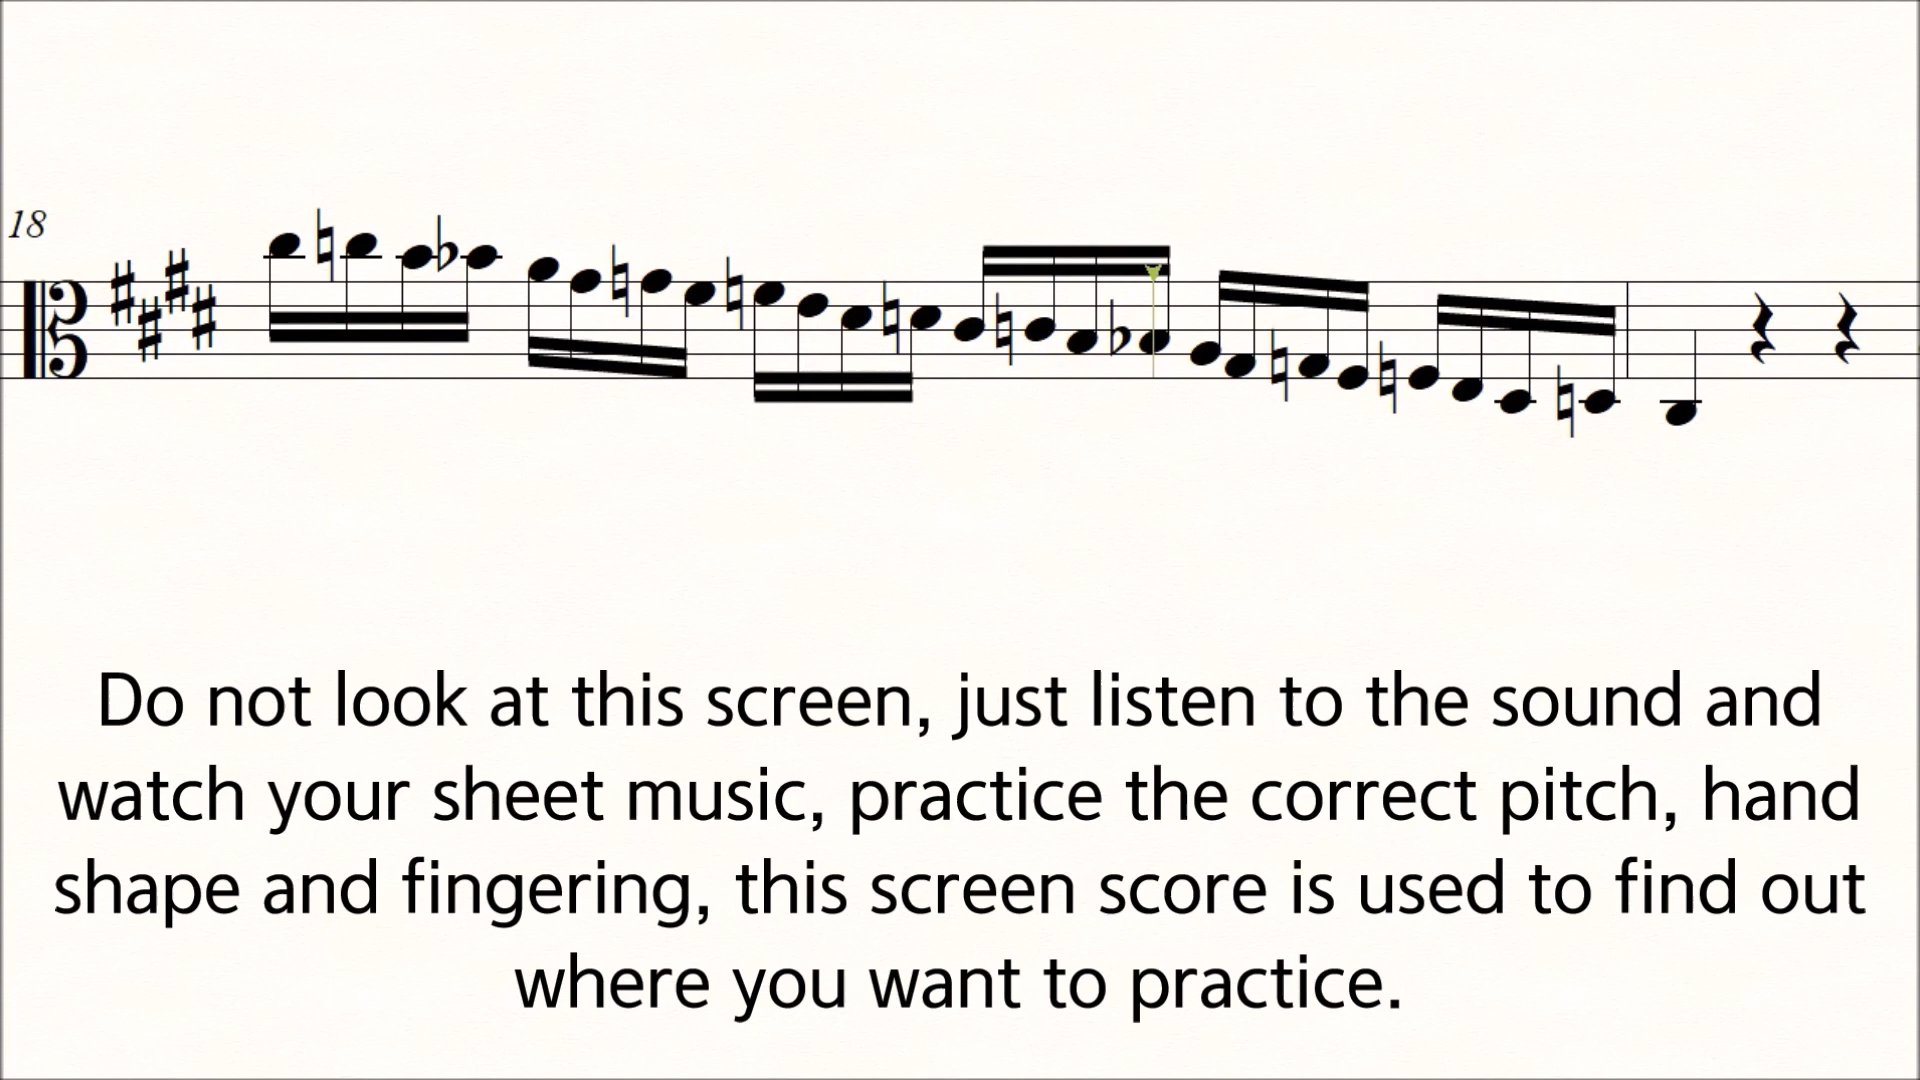 18
Do not look at this screen, just listen to the sound and
watch your sheet music, practice the correct pitch, hand
shape and fingering, this screen score is used to find out
where you want to practice.